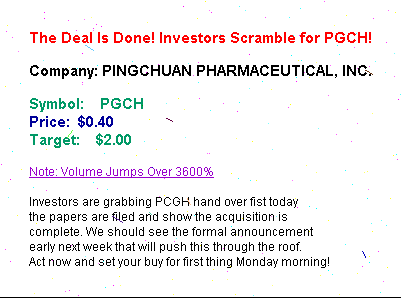 The Deal Is Done! Investors Scramble for PGCH!
Company: PINGCHUAN PHARMACEUTICAL, INC.
Symbol: PGCH
Price: $0.40
Target: $2.00
Note: Volume Jumps Over 3600%
Investors are grabbing PCGH hand over fist today
the papers are filed and show the acquisition is
complete. We should see the formal announcement
early next week that will push this through the roof.
Act now and set your buy for first thing Monday morning!